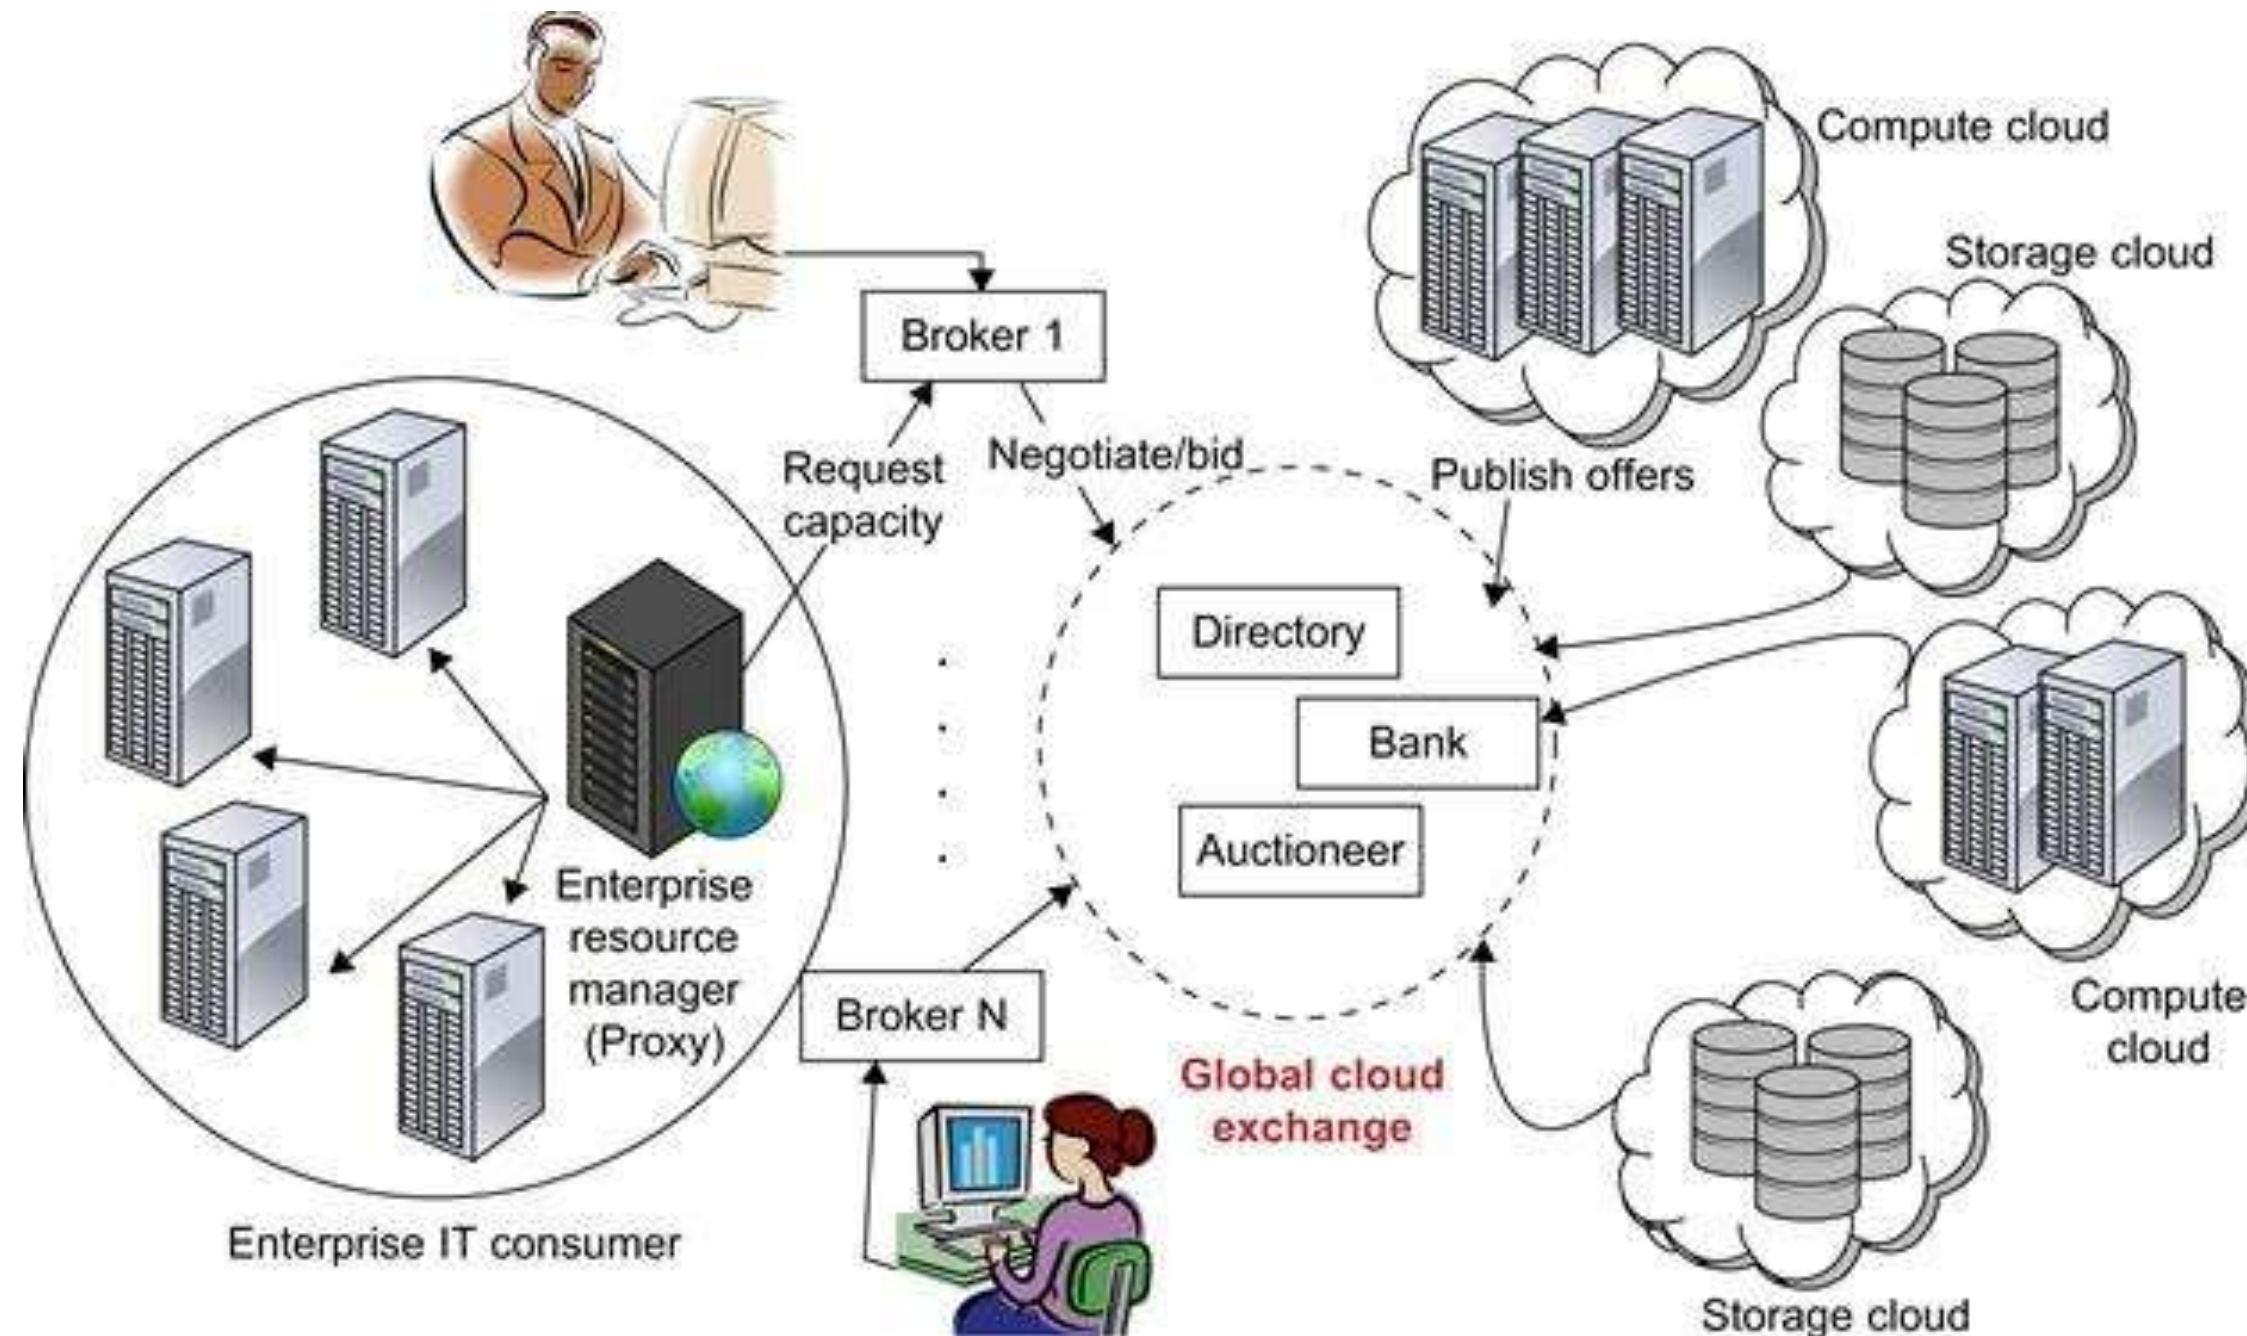 Compute cloud
Storage cloud
Broker 1
Request
capacity
Negotiate/bid
Publish offers
Directory
Bank
Auctioneer
Enterprise
resource
manager
(Proxy)
Broker N
Global cloud
exchange
Compute
cloud
Enterprise IT consumer
Storage cloud